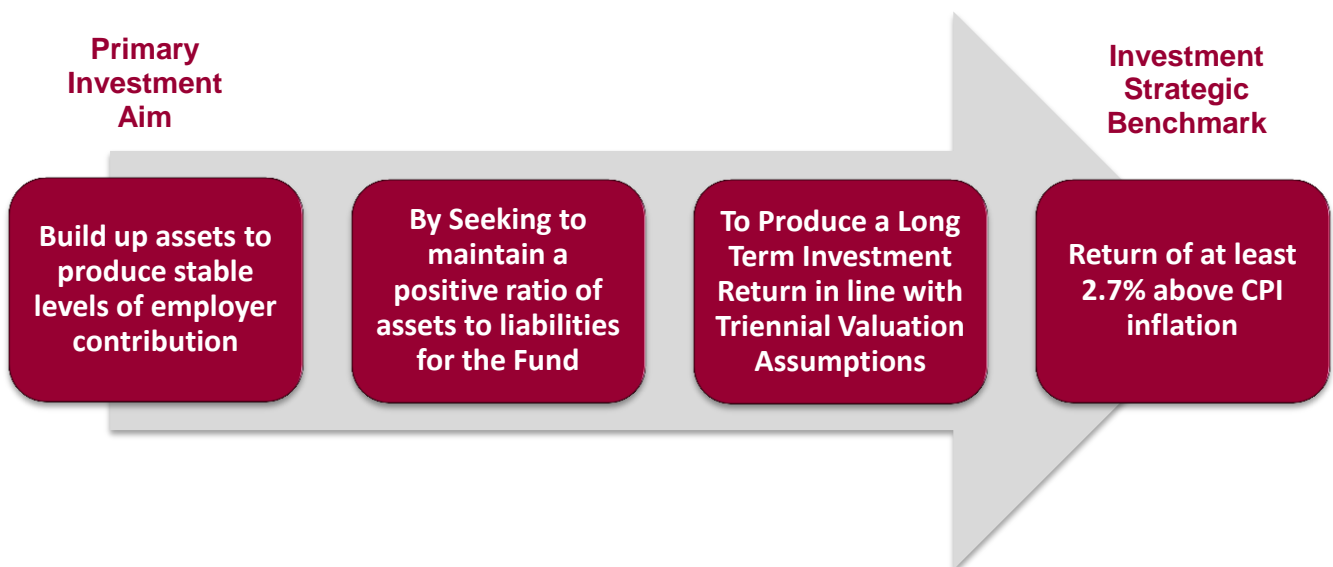 Primary
Investment
Aim
Investment
Strategic
Benchmark
Build up assets to
produce stable
levels of employer
contribution
By Seeking to
maintain a
positive ratio of
assets to liabilities
for the Fund
To Produce a Long
Term Investment
Return in line with
Triennial Valuation
Assumptions
Return of at least
2.7% above CPI
inflation